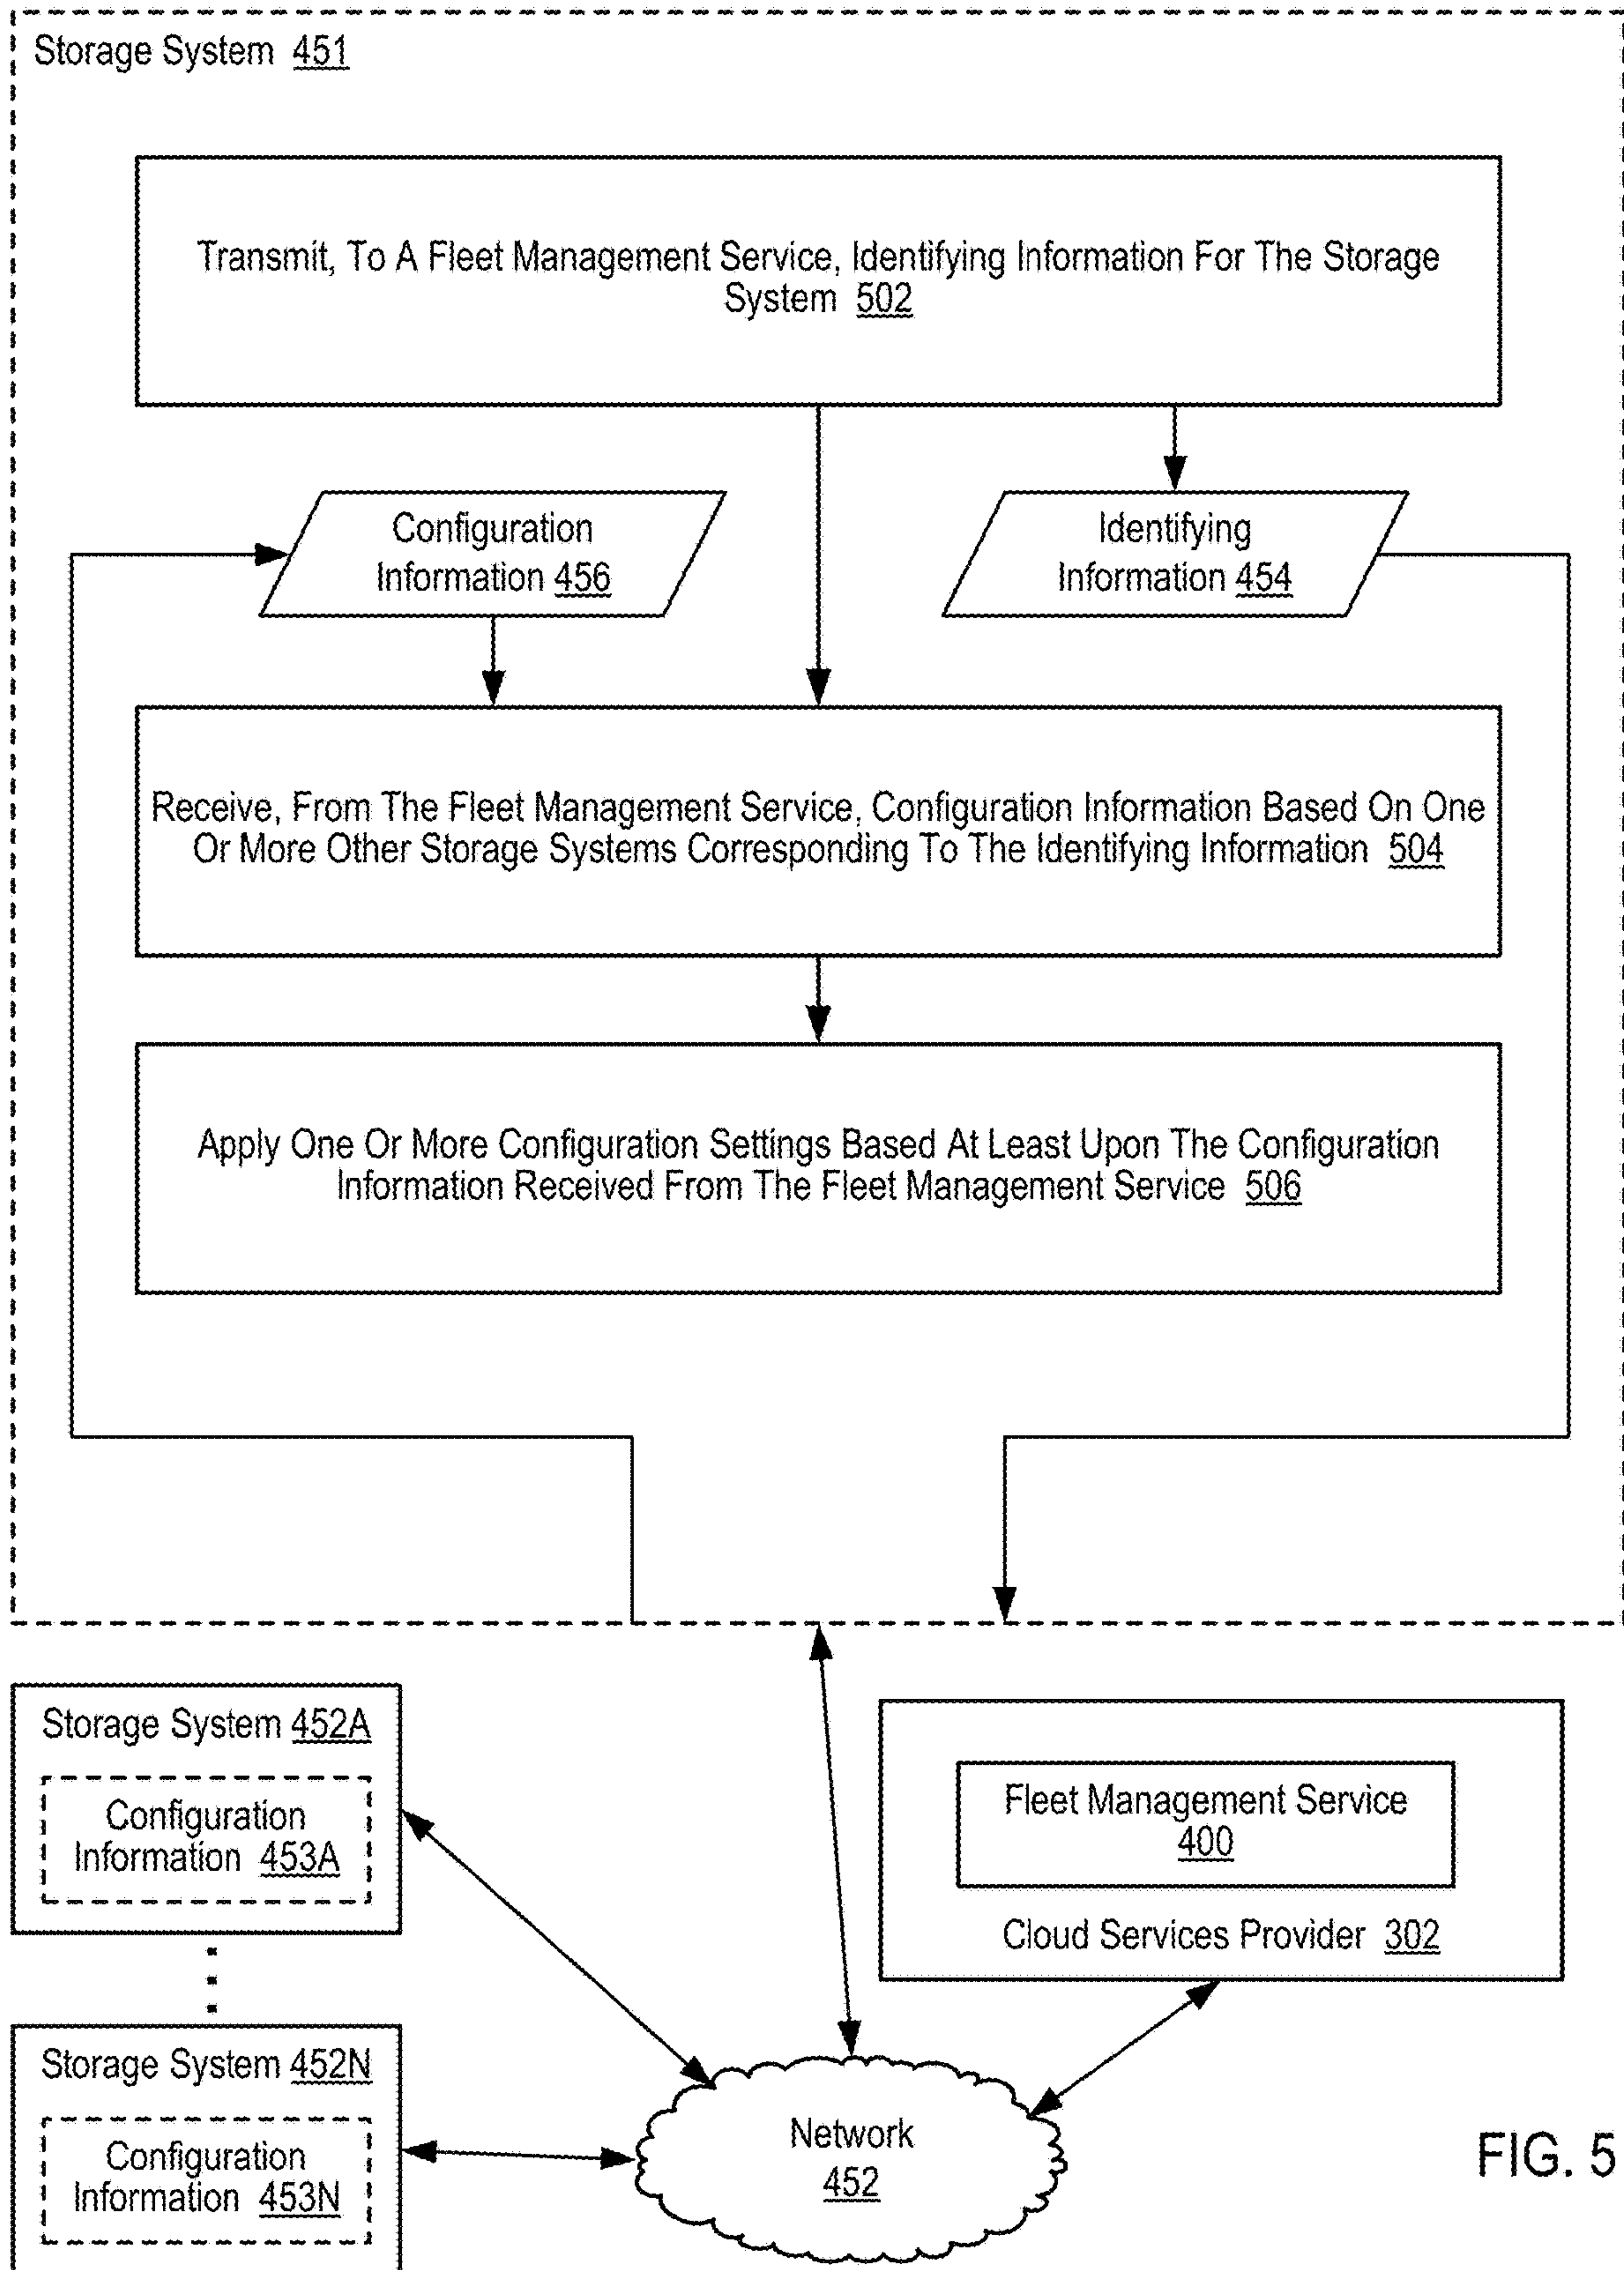 Storage System 451
Transmit, To A Fleet Management Service, Identifying Information For The Storage
System 502
Configuration
Information 456
Identifying
Information 454
Receive, From The Fleet Management Service, Configuration Information Based On One
Or More Other Storage Systems Corresponding To The Identifying Information 504
Apply One Or More Configuration Settings Based At Least Upon The Configuration
Information Received From The Fleet Management Service 506
Storage System 452A
Configuration
Information 453A
Fleet Management Service
400
Cloud Services Provider 302
Storage System 452N
Configuration
Information 453N
Network
452
FIG. 5